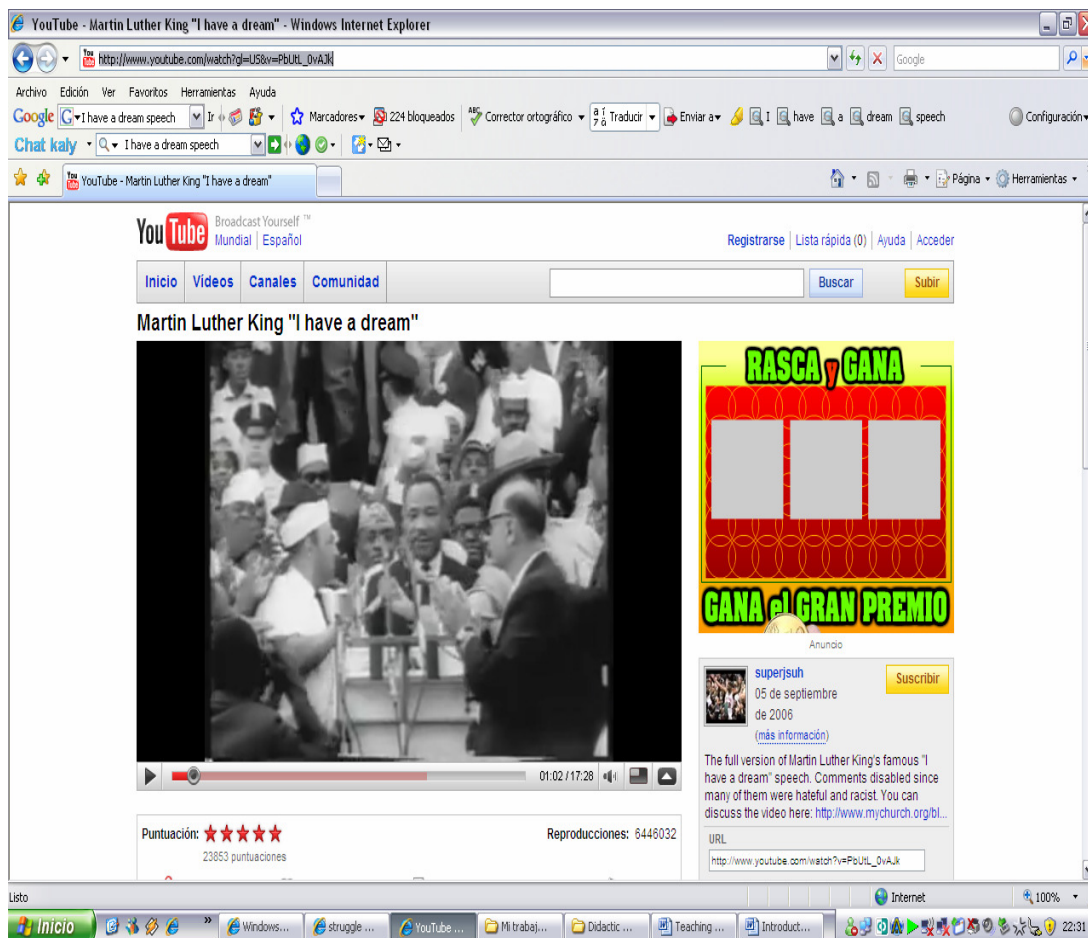 YouTube - Martin Luther King "I have a dream" - Windows Internet Explorer
http://www.youtube.com/watch?gl=US&v=PbUtL_0vAJk
Google
Archivo Edición Ver Favoritos Herramientas Ayuda
Google G I have a dream speech Ir Marcadores 224 bloqueados ABC Corrector ortográfico Traducir Enviar a I have a dream speech Configuración
Chat kaly I have a dream speech
YouTube - Martin Luther King "I have a dream" Página Herramientas
YouTube Broadcast Yourself ™
Mundial | Español
Registrarse | Lista rápida (0) | Ayuda | Acceder
Inicio Vídeos Canales Comunidad Buscar Subir
Martin Luther King "I have a dream"
RASCA y GANA
GANA el GRAN PREMIO
Anuncio
01:02 / 17:28
superjsuh
Suscribir
05 de septiembre
de 2006
(más información)
The full version of Martin Luther King's famous "I
have a dream" speech. Comments disabled since
many of them were hateful and racist. You can
discuss the video here: http://www.mychurch.org/bl...
URL
http://www.youtube.com/watch?v=PbUtL_0vAJk
Puntuación:
Reproducciones: 6446032
23853 puntuaciones
Listo Internet 100%
Inicio » Windows... struggle ... YouTube ... Mi trabaj... Didactic ... Teaching ... Introduct... 22:31